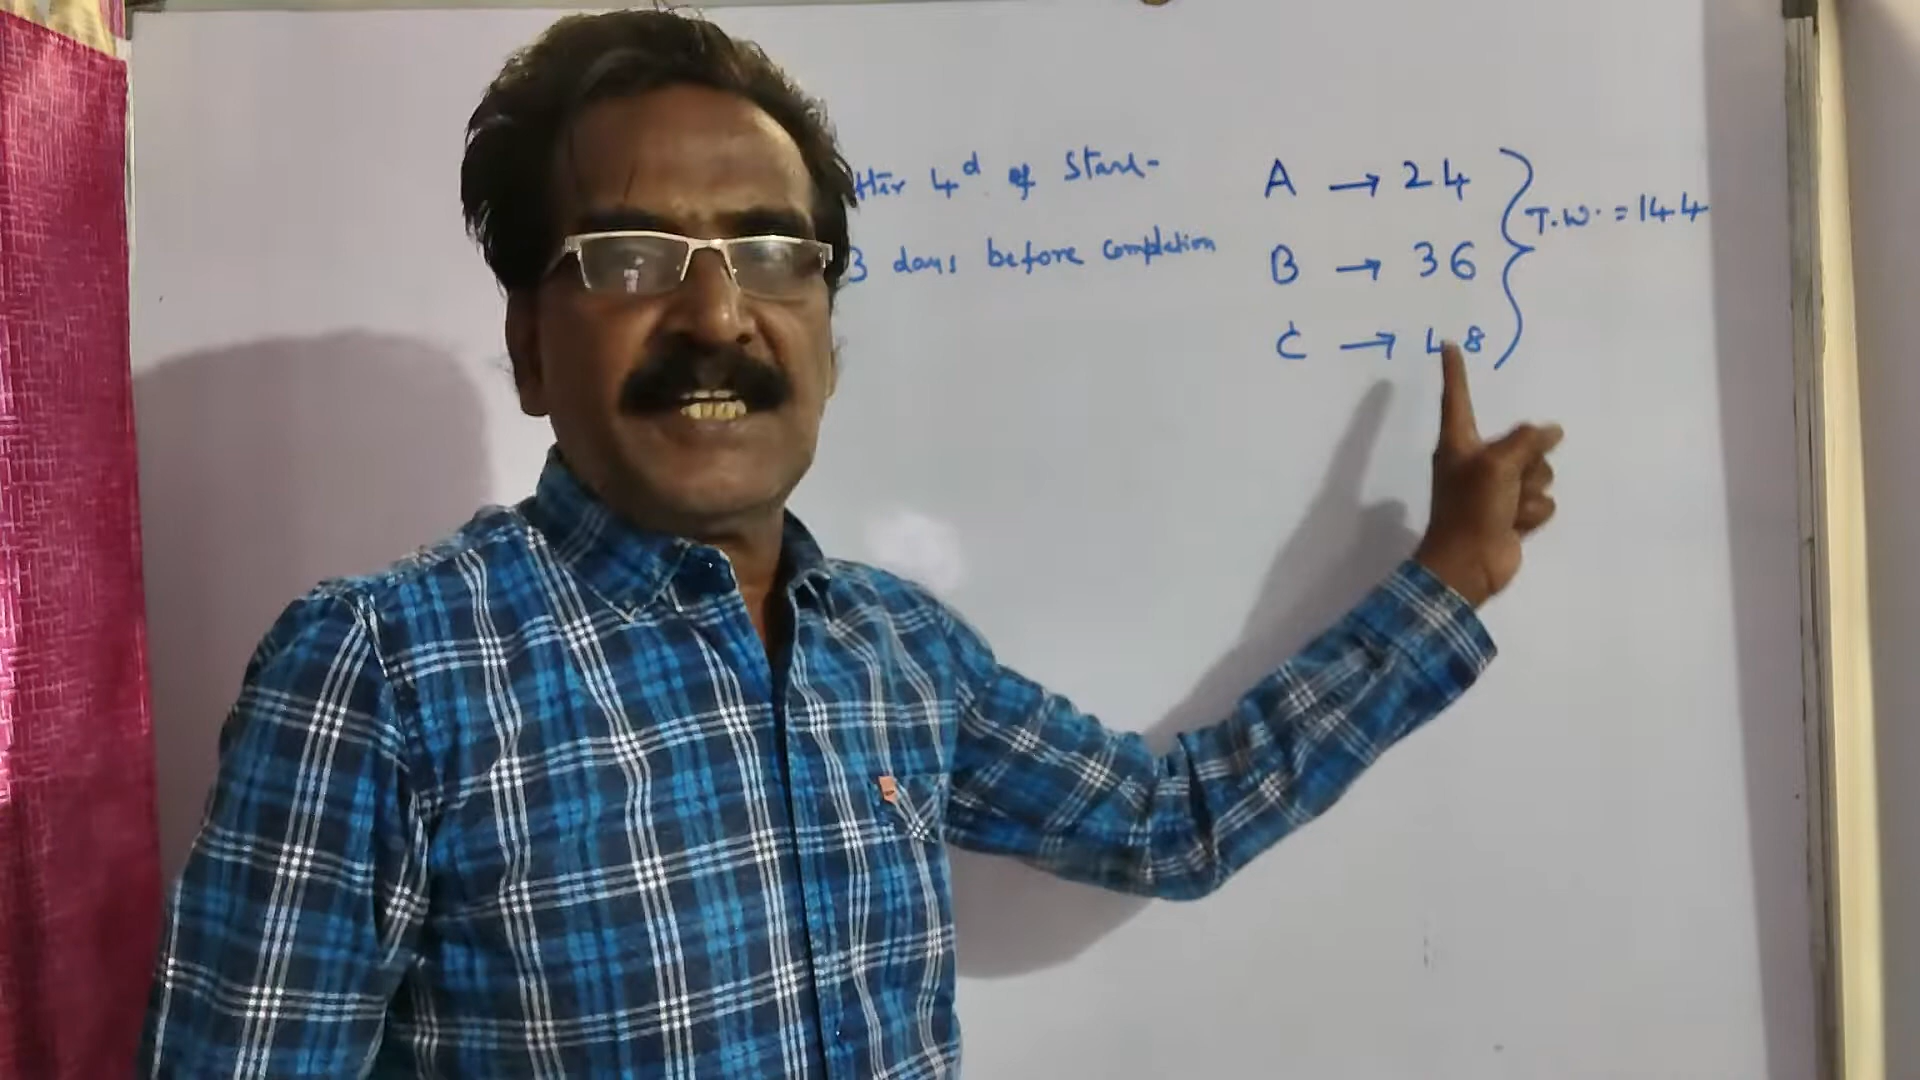 4d of Start-
3 days before completion
A → 24
B → 36
C → 48
T.W. = 144